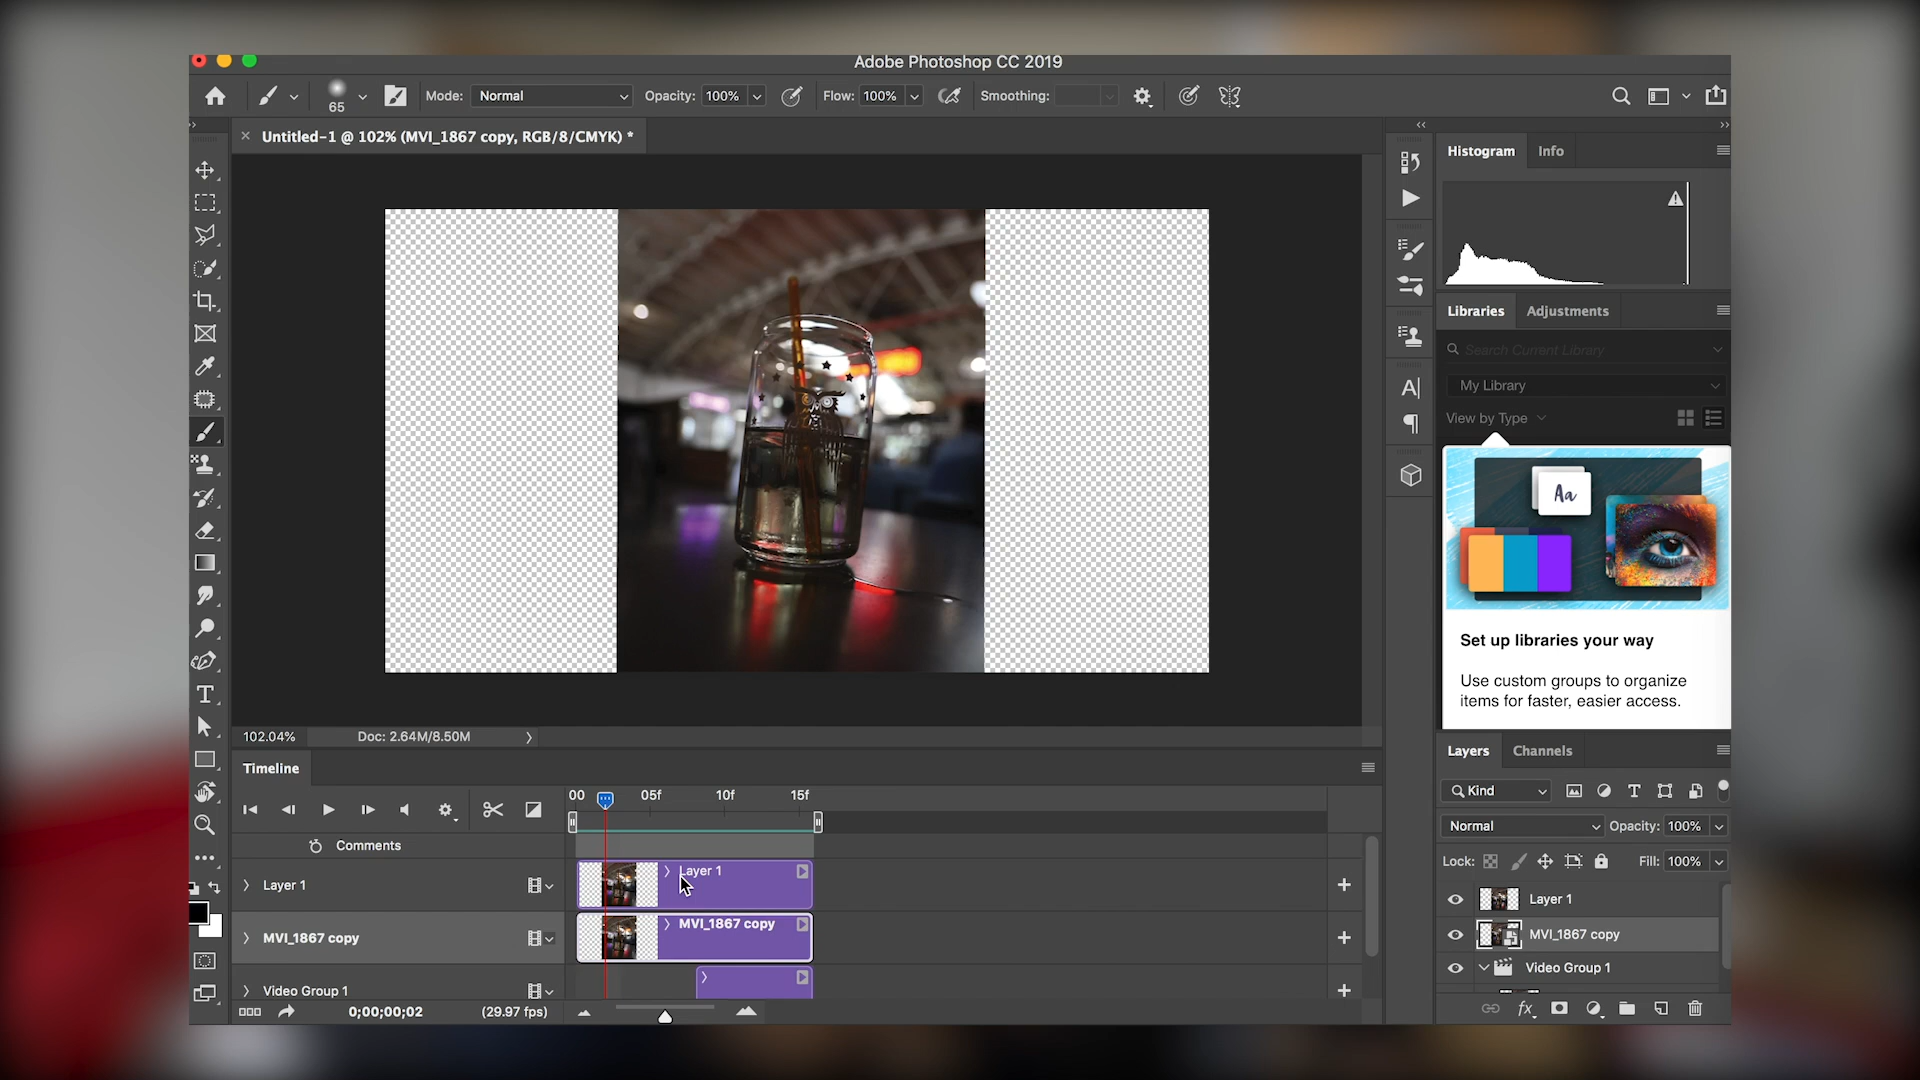 Adobe Photoshop CC 2019
65
Mode: Normal
Opacity: 100%
Flow: 100%
Smoothing:
Untitled-1 @ 102% (MVI_1867 copy, RGB/8/CMYK) *
Histogram Info
Libraries Adjustments
Search Current Library
My Library
View by Type
Aa
Set up libraries your way
Use custom groups to organize
items for faster, easier access.
102.04% Doc: 2.64M/8.50M
Timeline
00 05f 10f 15f
Comments
Layer 1
Layer 1
MVI_1867 copy
MVI_1867 copy
Video Group 1
0;00;00;02 (29.97 fps)
Layers Channels
Kind
Normal Opacity: 100%
Lock: Fill: 100%
Layer 1
MVI_1867 copy
Video Group 1
fx